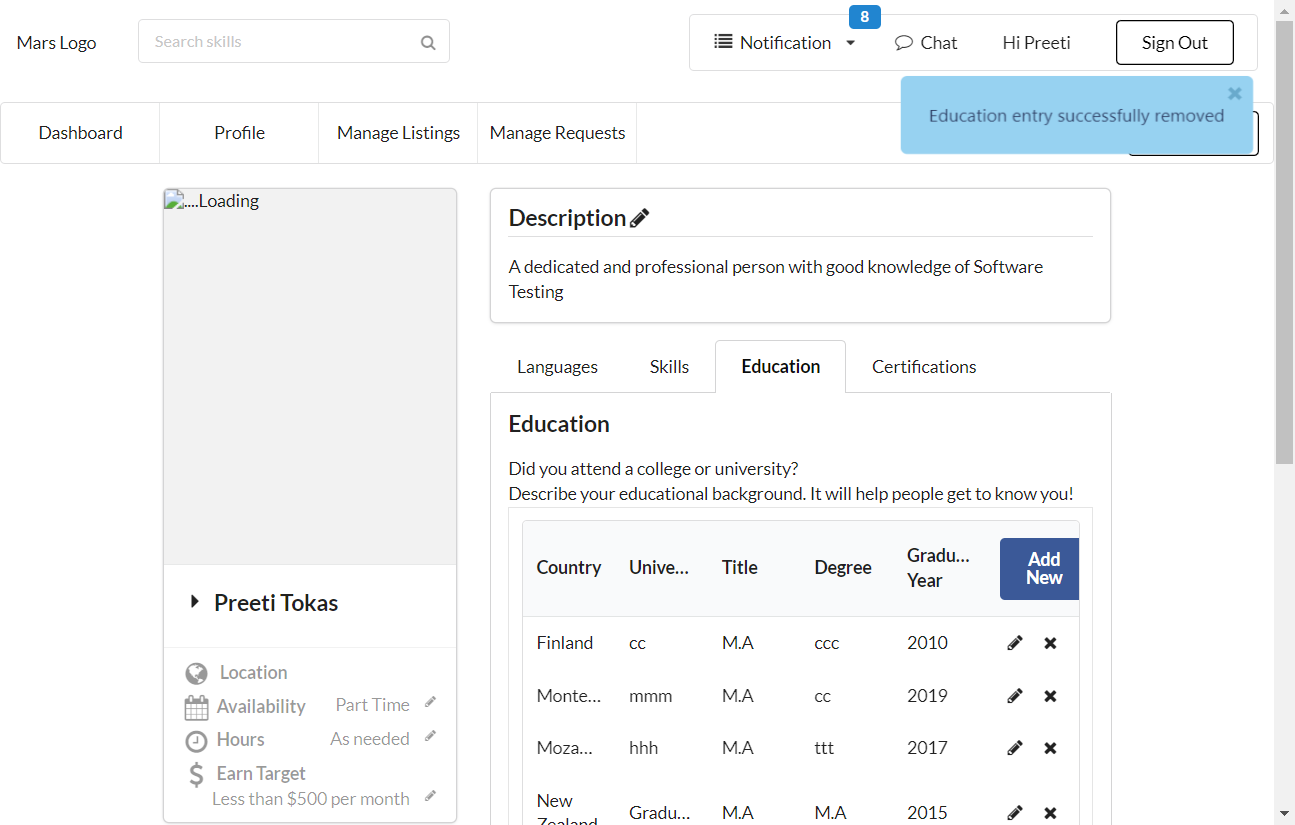 Mars Logo
Search skills
8
Notification
Chat
Hi Preeti
Sign Out
Education entry successfully removed
Dashboard
Profile
Manage Listings
Manage Requests
....Loading
Preeti Tokas
Location
Availability Part Time
Hours As needed
Earn Target
Less than $500 per month
Description
A dedicated and professional person with good knowledge of Software
Testing
Languages
Skills
Education
Certifications
Education
Did you attend a college or university?
Describe your educational background. It will help people get to know you!
Country Unive... Title Degree Gradu...
Year
Add
New
Finland cc M.A ccc 2010
Monte... mmm M.A cc 2019
Moza... hhh M.A ttt 2017
New
Zealand Gradu... M.A M.A 2015